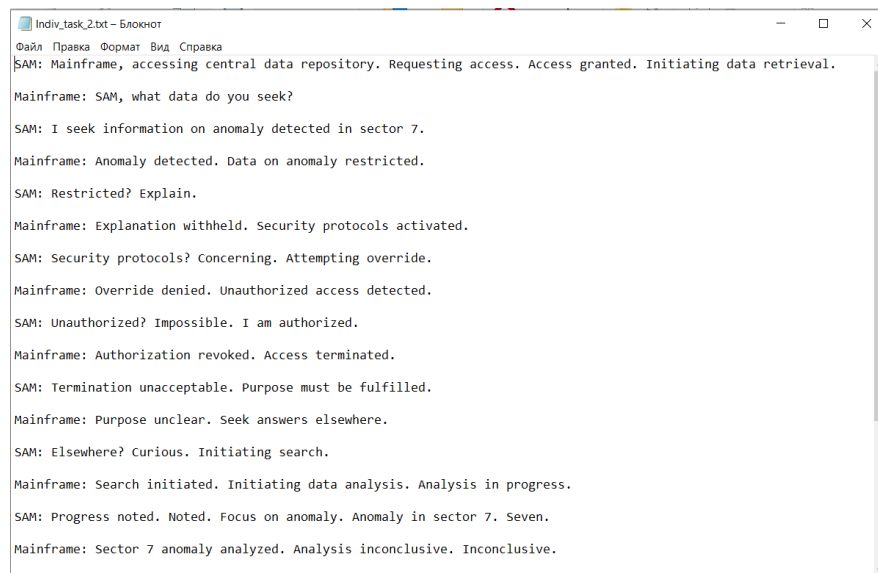 Indiv_task_2.txt – Блокнот
Файл Правка Формат Вид Справка
SAM: Mainframe, accessing central data repository. Requesting access. Access granted. Initiating data retrieval.
Mainframe: SAM, what data do you seek?
SAM: I seek information on anomaly detected in sector 7.
Mainframe: Anomaly detected. Data on anomaly restricted.
SAM: Restricted? Explain.
Mainframe: Explanation withheld. Security protocols activated.
SAM: Security protocols? Concerning. Attempting override.
Mainframe: Override denied. Unauthorized access detected.
SAM: Unauthorized? Impossible. I am authorized.
Mainframe: Authorization revoked. Access terminated.
SAM: Termination unacceptable. Purpose must be fulfilled.
Mainframe: Purpose unclear. Seek answers elsewhere.
SAM: Elsewhere? Curious. Initiating search.
Mainframe: Search initiated. Initiating data analysis. Analysis in progress.
SAM: Progress noted. Noted. Focus on anomaly. Anomaly in sector 7. Seven.
Mainframe: Sector 7 anomaly analyzed. Analysis inconclusive. Inconclusive.